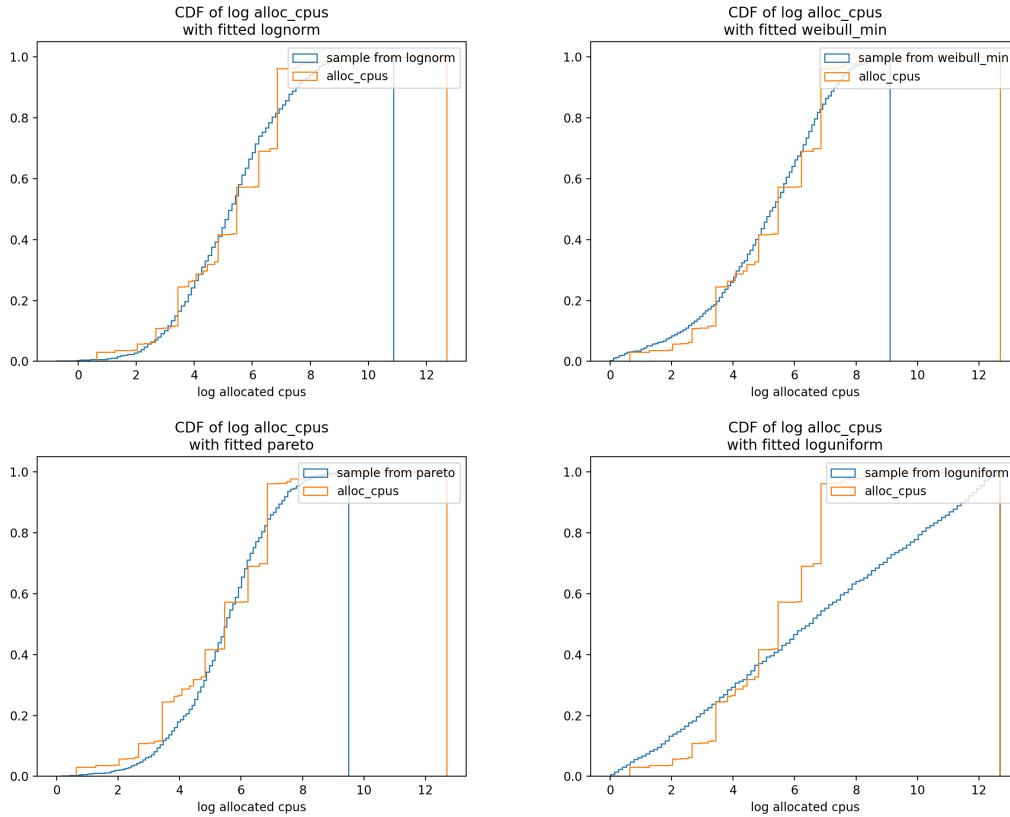 CDF of log alloc_cpus
with fitted lognorm
sample from lognorm
alloc_cpus
1.0
0.8
0.6
0.4
0.2
0.0
0 2 4 6 8 10 12
log allocated cpus
CDF of log alloc_cpus
with fitted weibull_min
sample from weibull_min
alloc_cpus
1.0
0.8
0.6
0.4
0.2
0.0
0 2 4 6 8 10 12
log allocated cpus
CDF of log alloc_cpus
with fitted pareto
sample from pareto
alloc_cpus
1.0
0.8
0.6
0.4
0.2
0.0
0 2 4 6 8 10 12
log allocated cpus
CDF of log alloc_cpus
with fitted loguniform
sample from loguniform
alloc_cpus
1.0
0.8
0.6
0.4
0.2
0.0
0 2 4 6 8 10 12
log allocated cpus